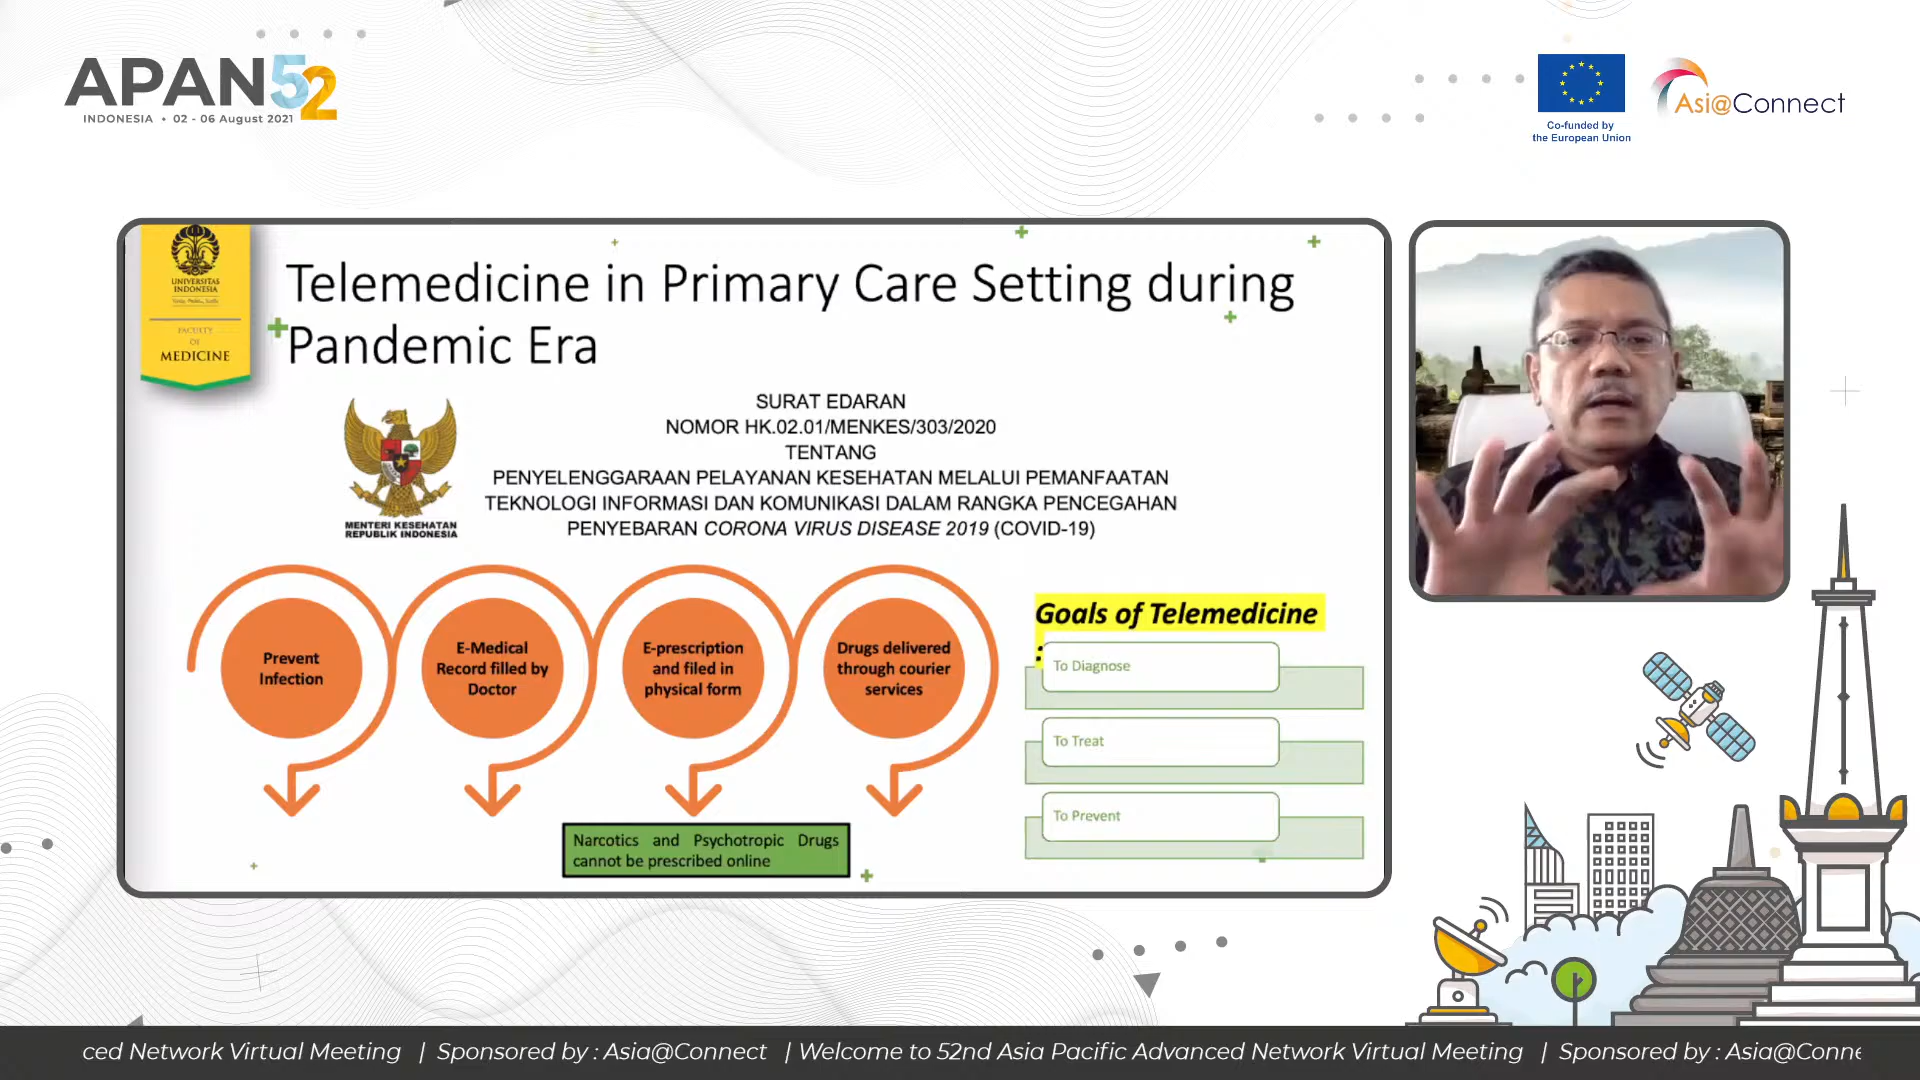 APAN52
INDONESIA • 02 - 06 August 2021
Co-funded by
the European Union
Asi@Connect
UNIVERSITAS
INDONESIA
FACULTY
OF
MEDICINE
Telemedicine in Primary Care Setting during
Pandemic Era
SURAT EDARAN
NOMOR HK.02.01/MENKES/303/2020
TENTANG
PENYELENGGARAAN PELAYANAN KESEHATAN MELALUI PEMANFAATAN
TEKNOLOGI INFORMASI DAN KOMUNIKASI DALAM RANGKA PENCEGAHAN
PENYEBARAN CORONA VIRUS DISEASE 2019 (COVID-19)
MENTERI KESEHATAN
REPUBLIK INDONESIA
Prevent
Infection
E-Medical
Record filled by
Doctor
E-prescription
and filed in
physical form
Drugs delivered
through courier
services
Narcotics and Psychotropic Drugs
cannot be prescribed online
Goals of Telemedicine
:
To Diagnose
To Treat
To Prevent
ced Network Virtual Meeting | Sponsored by : Asia@Connect | Welcome to 52nd Asia Pacific Advanced Network Virtual Meeting | Sponsored by : Asia@Conne